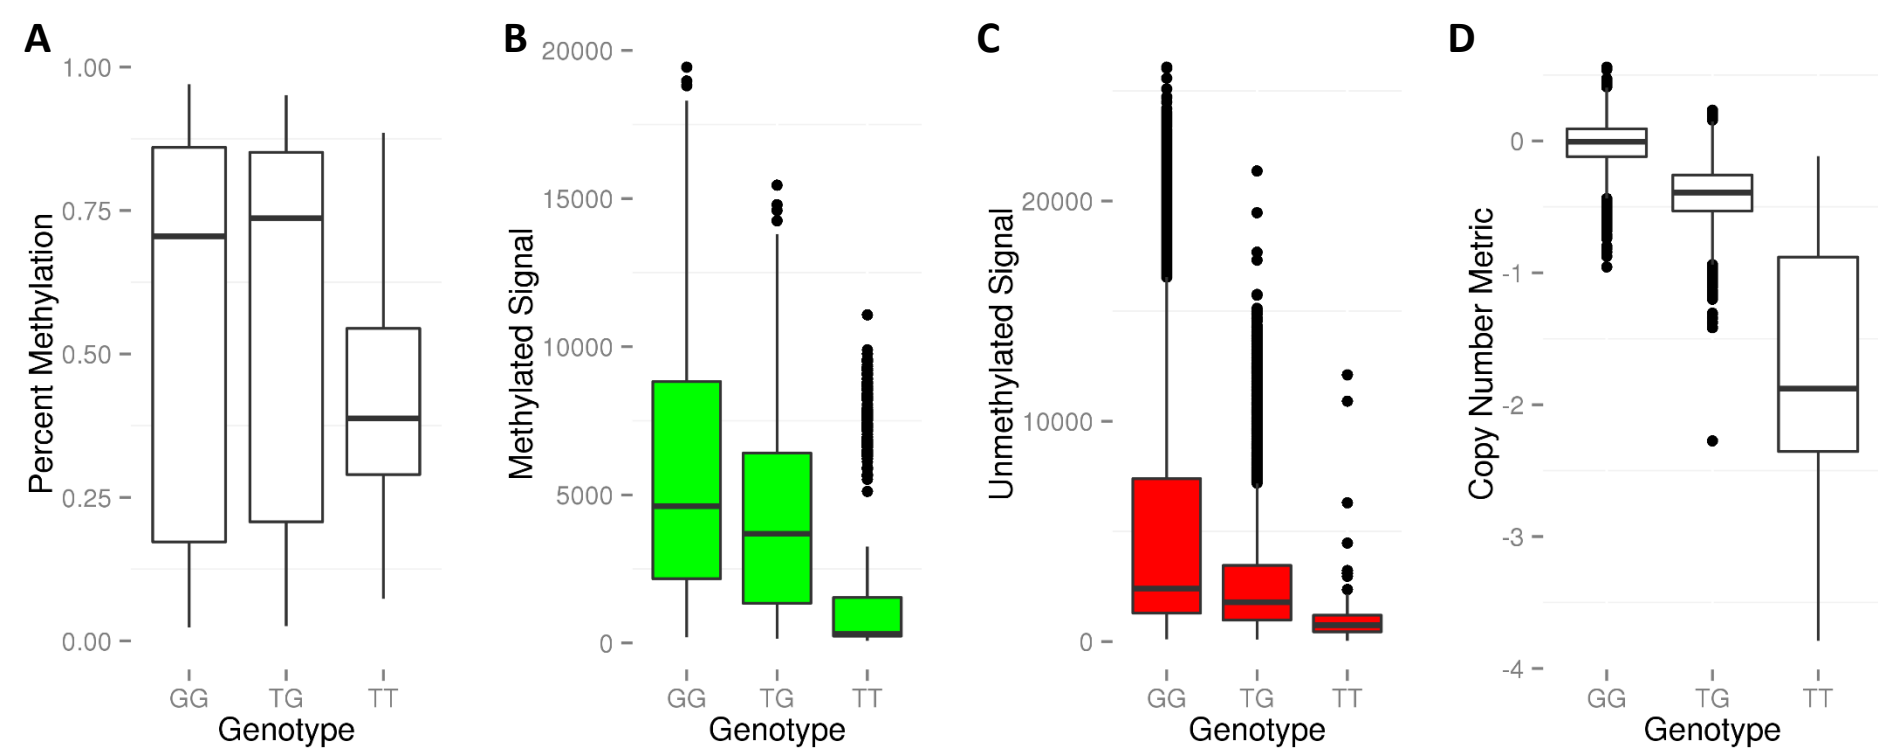 A
Percent Methylation
1.00
0.75
0.50
0.25
0.00
GG TG TT
Genotype
B
Methylated Signal
20000
15000
10000
5000
0
GG TG TT
Genotype
C
Unmethylated Signal
20000
10000
0
GG TG TT
Genotype
D
Copy Number Metric
0
-1
-2
-3
-4
GG TG TT
Genotype